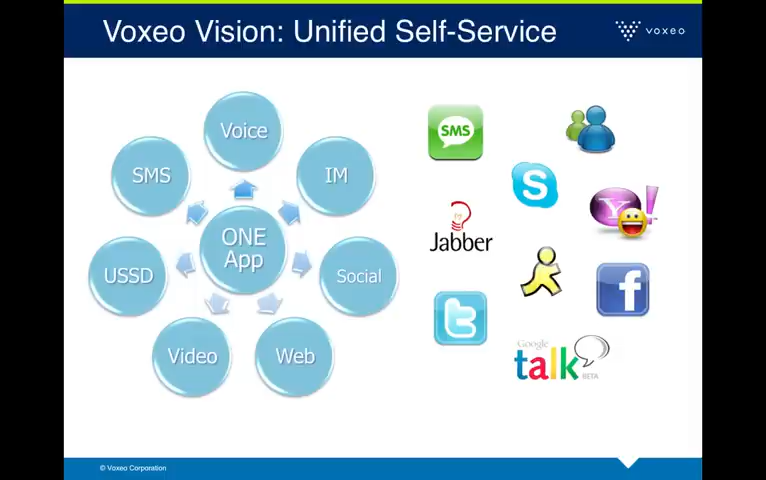 Voxeo Vision: Unified Self-Service
voxeo
Voice
SMS
IM
ONE
App
USSD
Social
Video
Web
SMS
S
Y!
Jabber
t
f
Google
talk
BETA
© Voxeo Corporation